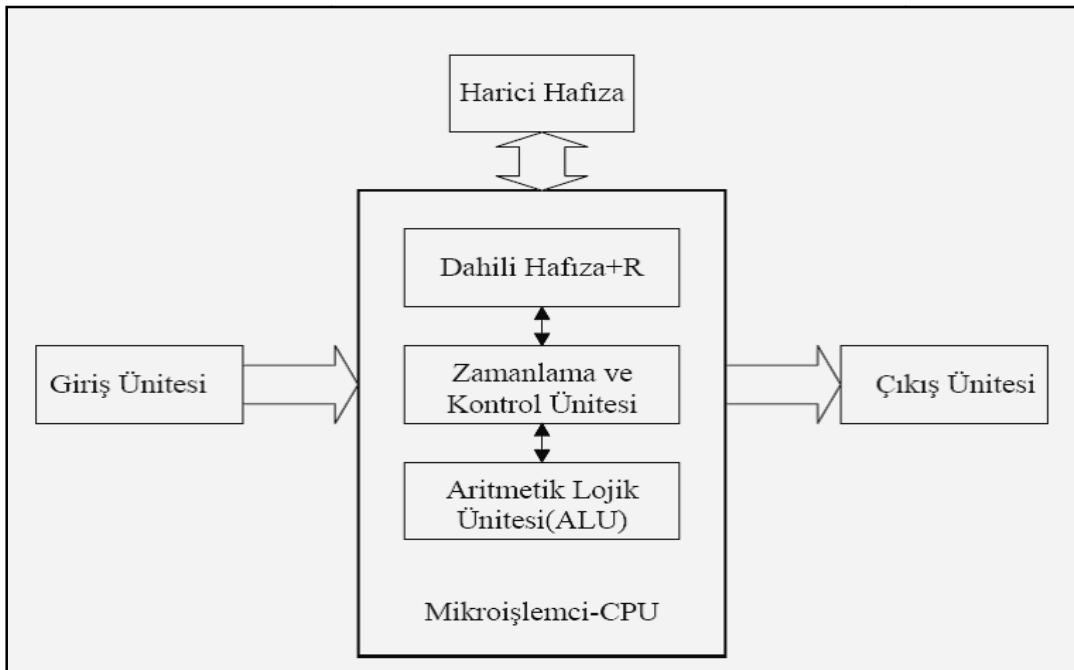 Harici Hafıza
Dahili Hafıza+R
Giriş Ünitesi
Zamanlama ve
Kontrol Ünitesi
Çıkış Ünitesi
Aritmetik Lojik
Ünitesi(ALU)
Mikroişlemci-CPU